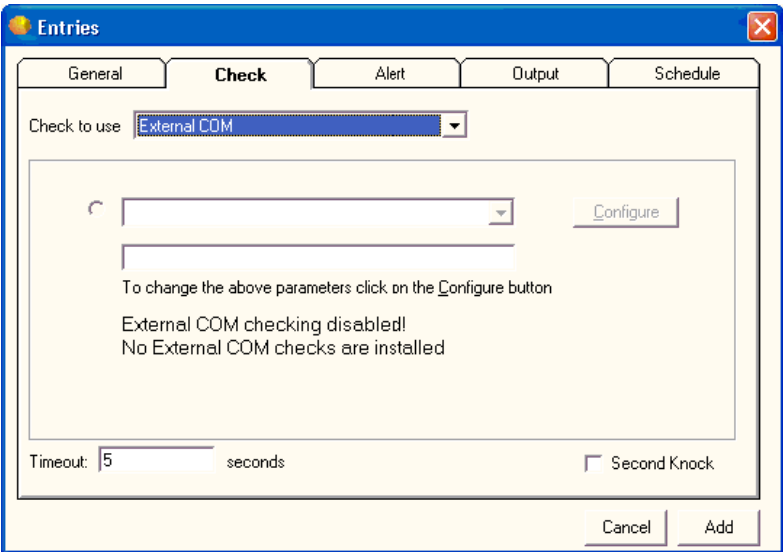 Entries
General Check Alert Output Schedule
Check to use External COM
Configure
To change the above parameters click on the Configure button
External COM checking disabled!
No External COM checks are installed
Timeout: 5 seconds Second Knock
Cancel Add